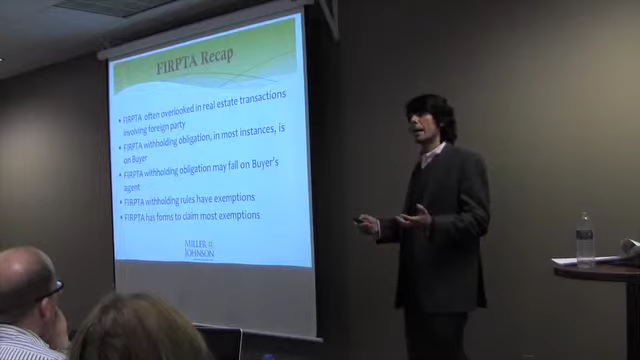 FIRPTA Recap
• FIRPTA often overlooked in real estate transactions
involving foreign party
• FIRPTA withholding obligation, in most instances, is
on Buyer
• FIRPTA withholding obligation may fall on Buyer's
agent
• FIRPTA withholding rules have exemptions
• FIRPTA has forms to claim most exemptions
MILLER
JOHNSON